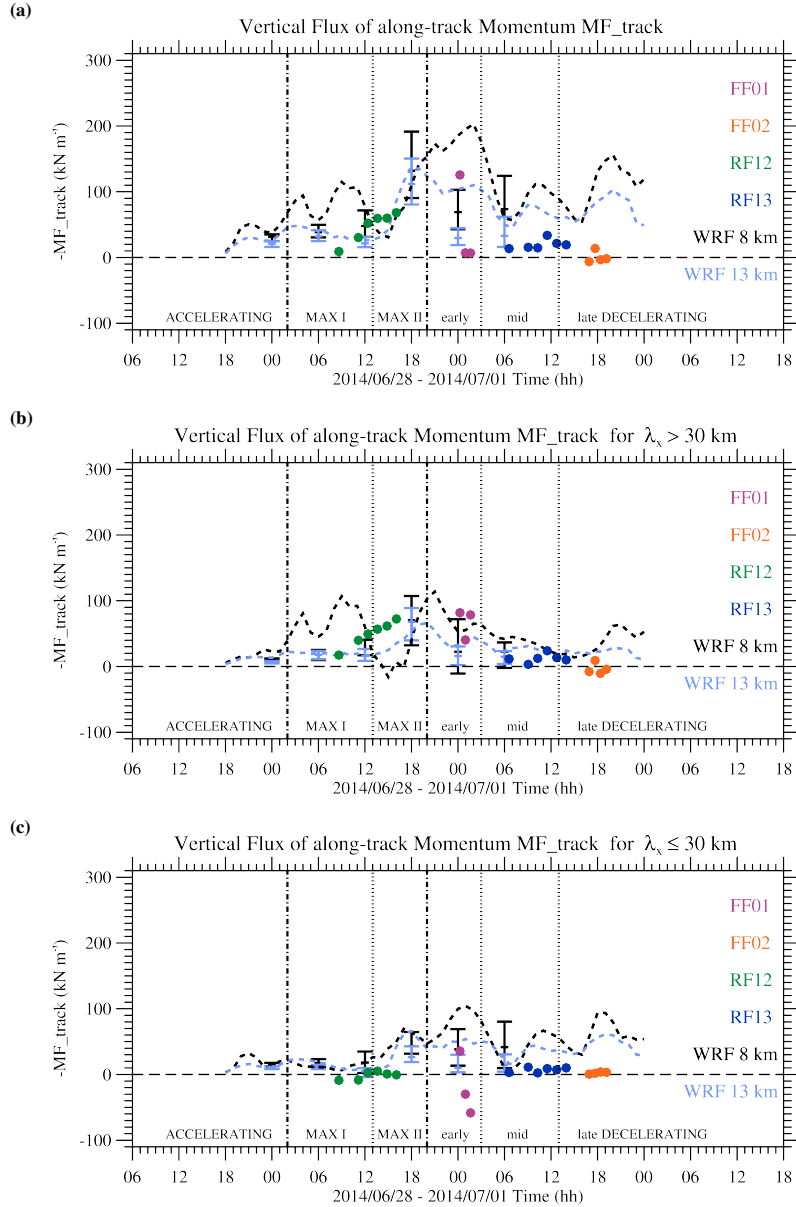 (a)
Vertical Flux of along-track Momentum MF_track
300
200
100
0
-100
-MF_track (kN m⁻¹)
FF01
FF02
RF12
RF13
WRF 8 km
WRF 13 km
ACCELERATING MAX I MAX II early mid late DECELERATING
06 12 18 00 06 12 18 00 06 12 18 00 06 12 18
2014/06/28 - 2014/07/01 Time (hh)
(b)
Vertical Flux of along-track Momentum MF_track for λₓ > 30 km
300
200
100
0
-100
-MF_track (kN m⁻¹)
FF01
FF02
RF12
RF13
WRF 8 km
WRF 13 km
ACCELERATING MAX I MAX II early mid late DECELERATING
06 12 18 00 06 12 18 00 06 12 18 00 06 12 18
2014/06/28 - 2014/07/01 Time (hh)
(c)
Vertical Flux of along-track Momentum MF_track for λₓ ≤ 30 km
300
200
100
0
-100
-MF_track (kN m⁻¹)
FF01
FF02
RF12
RF13
WRF 8 km
WRF 13 km
ACCELERATING MAX I MAX II early mid late DECELERATING
06 12 18 00 06 12 18 00 06 12 18 00 06 12 18
2014/06/28 - 2014/07/01 Time (hh)